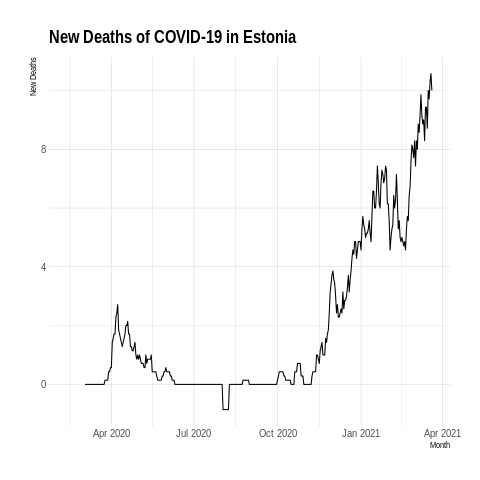 New Deaths of COVID-19 in Estonia
New Deaths
8
4
0
Apr 2020 Jul 2020 Oct 2020 Jan 2021 Apr 2021
Month